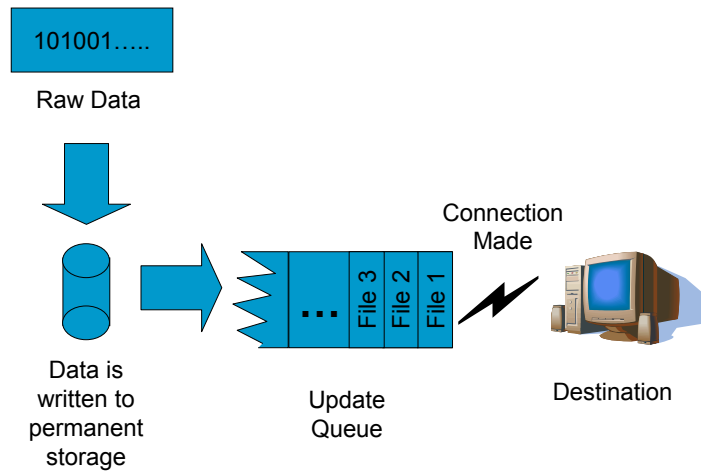 101001…..
Raw Data
Connection
Made
File 3
File 2
File 1
...
Data is
written to
permanent
storage
Update
Queue
Destination